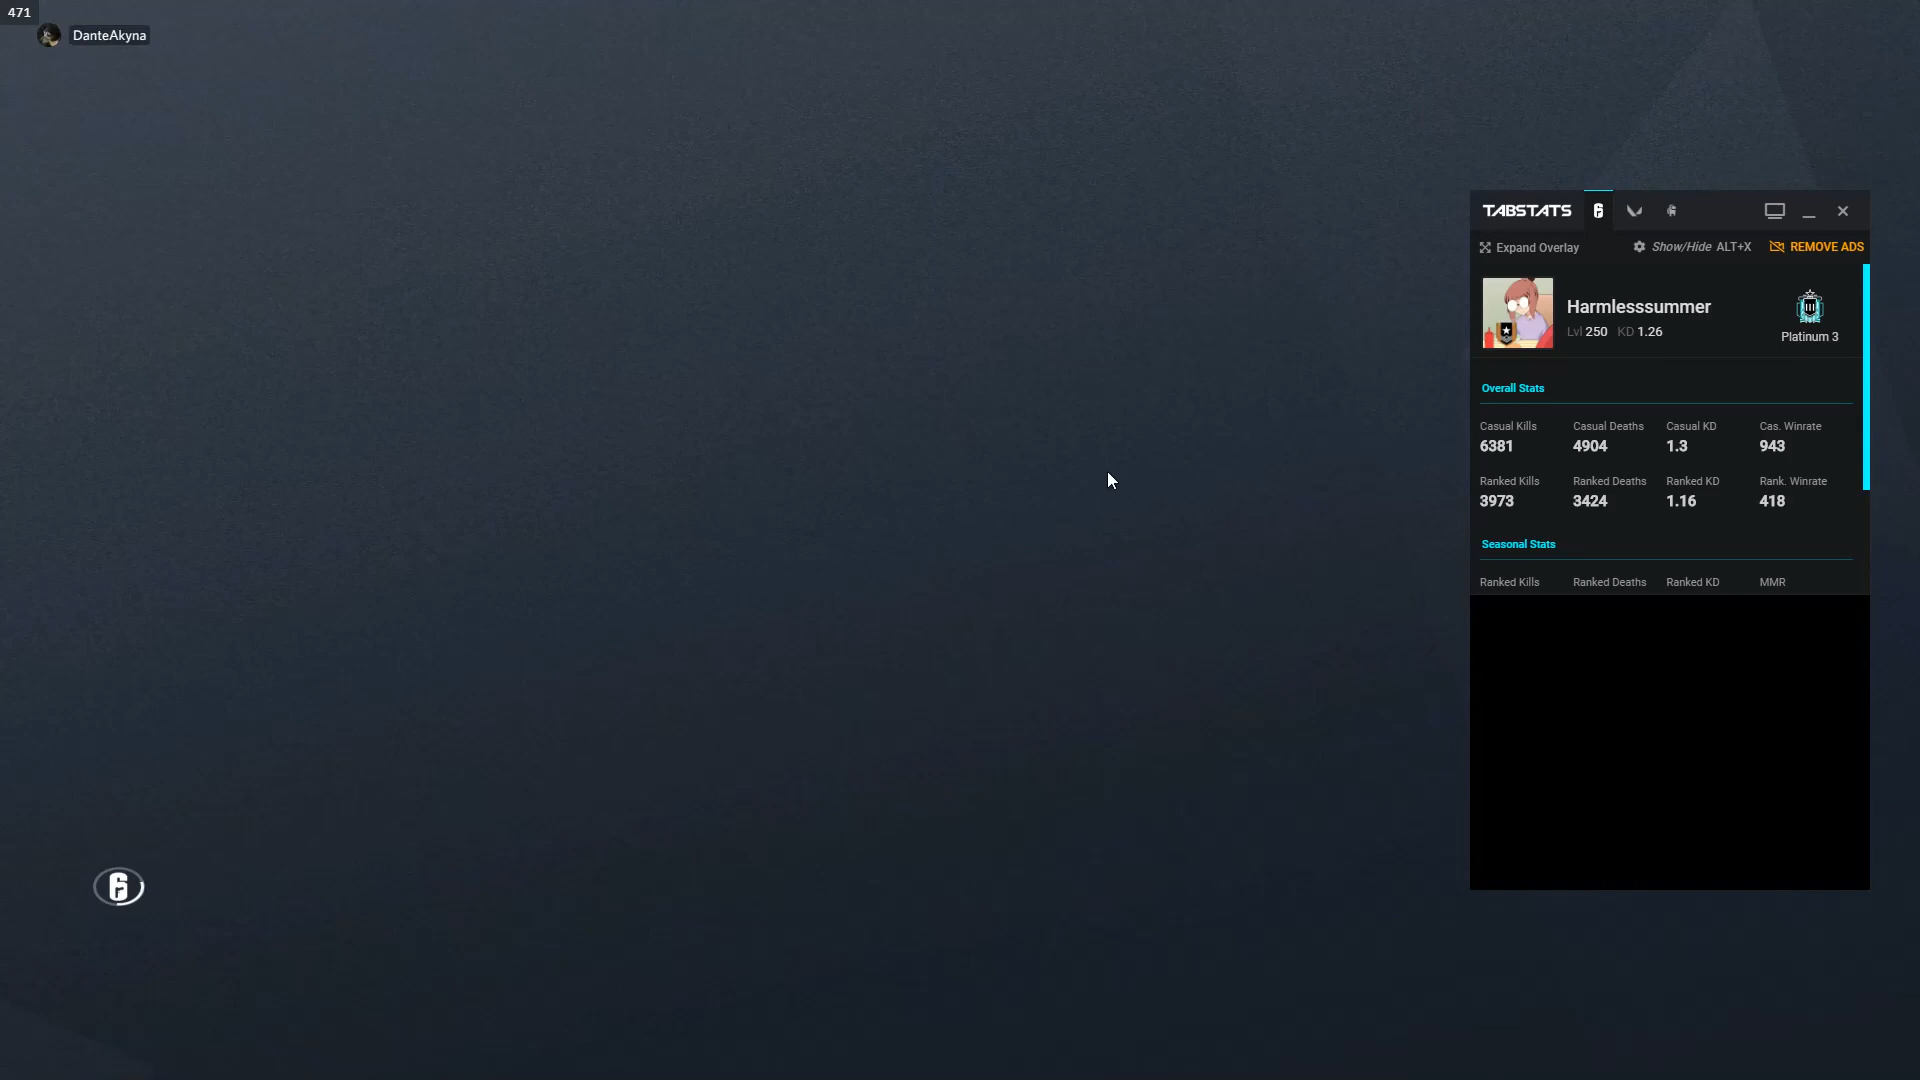 471
DanteAkyna
TABSTATS
Expand Overlay Show/Hide ALT+X REMOVE ADS
Harmlesssummer
Lvl 250 KD 1.26
Platinum 3
Overall Stats
Casual Kills Casual Deaths Casual KD Cas. Winrate
6381 4904 1.3 943
Ranked Kills Ranked Deaths Ranked KD Rank. Winrate
3973 3424 1.16 418
Seasonal Stats
Ranked Kills Ranked Deaths Ranked KD MMR